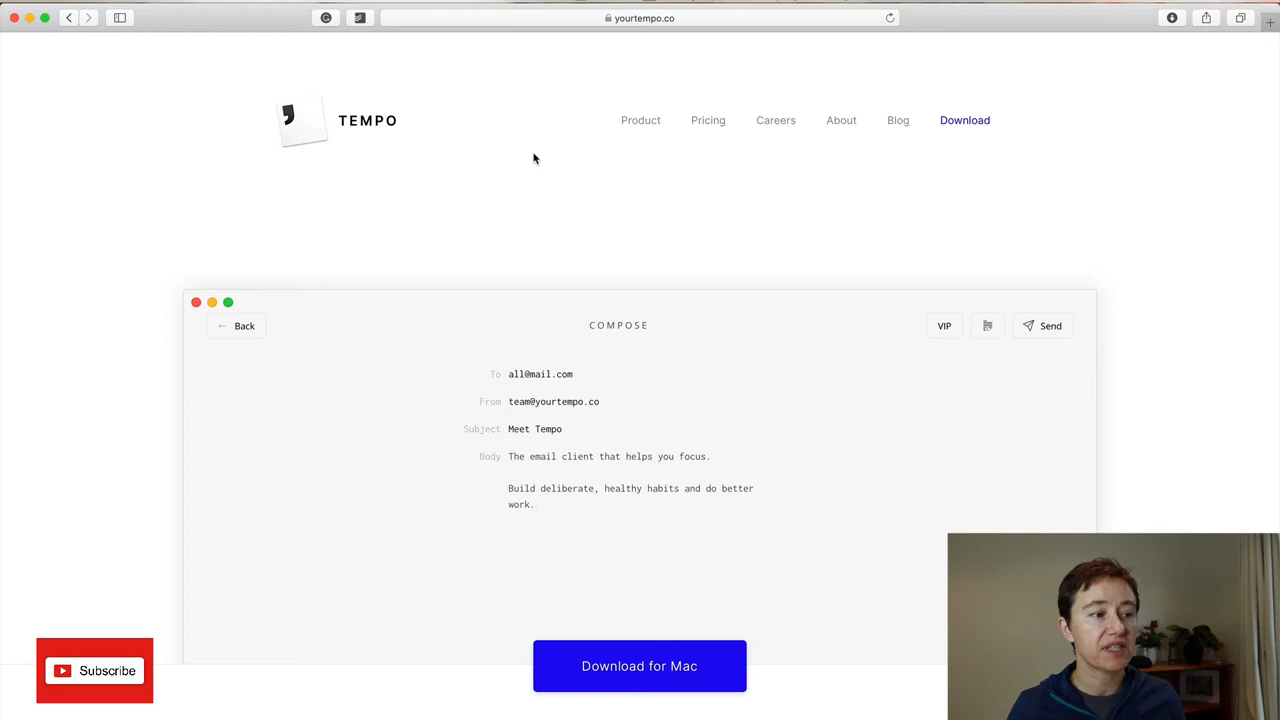 yourtempo.co
TEMPO
Product
Pricing
Careers
About
Blog
Download
Back
COMPOSE
VIP
Send
To all@mail.com
From team@yourtempo.co
Subject Meet Tempo
Body The email client that helps you focus.
Build deliberate, healthy habits and do better
work.
Subscribe
Download for Mac